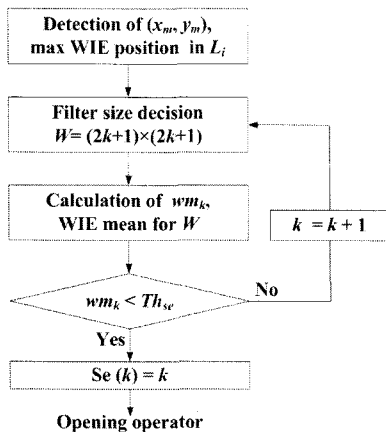 Detection of (xm, ym),
max WIE position in Li
Filter size decision
W= (2k+1)×(2k+1)
Calculation of wmk,
WIE mean for W
k = k + 1
wmk < Thse
No
Yes
Se (k) = k
Opening operator